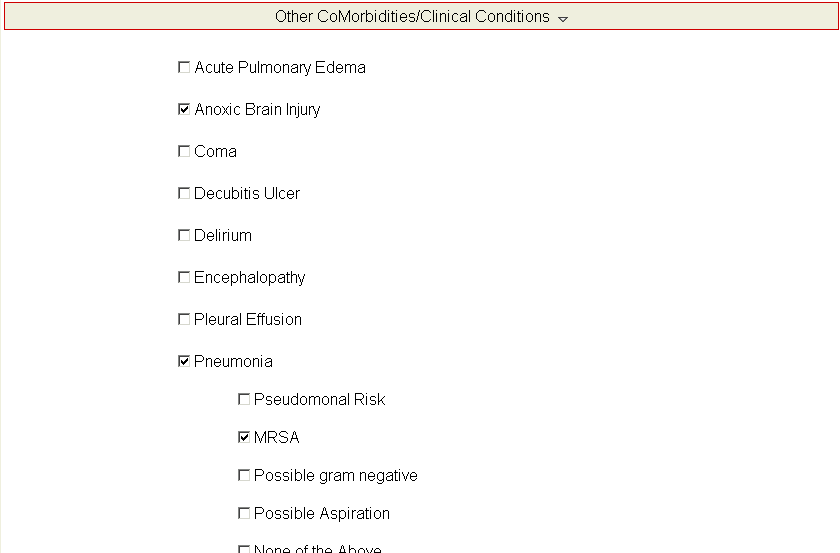 Other CoMorbidities/Clinical Conditions
Acute Pulmonary Edema
Anoxic Brain Injury
Coma
Decubitis Ulcer
Delirium
Encephalopathy
Pleural Effusion
Pneumonia
Pseudomonal Risk
MRSA
Possible gram negative
Possible Aspiration
None of the Above